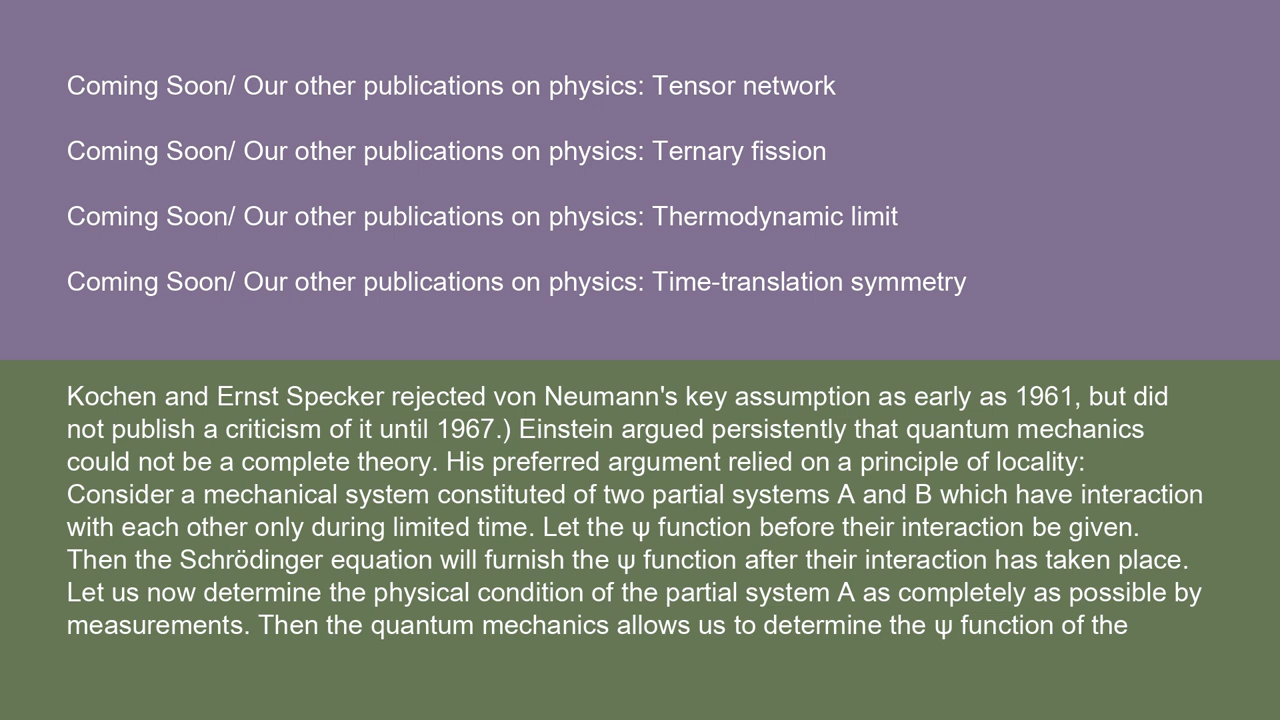 Coming Soon/ Our other publications on physics: Tensor network
Coming Soon/ Our other publications on physics: Ternary fission
Coming Soon/ Our other publications on physics: Thermodynamic limit
Coming Soon/ Our other publications on physics: Time-translation symmetry
Kochen and Ernst Specker rejected von Neumann's key assumption as early as 1961, but did
not publish a criticism of it until 1967.) Einstein argued persistently that quantum mechanics
could not be a complete theory. His preferred argument relied on a principle of locality:
Consider a mechanical system constituted of two partial systems A and B which have interaction
with each other only during limited time. Let the ψ function before their interaction be given.
Then the Schrödinger equation will furnish the ψ function after their interaction has taken place.
Let us now determine the physical condition of the partial system A as completely as possible by
measurements. Then the quantum mechanics allows us to determine the ψ function of the